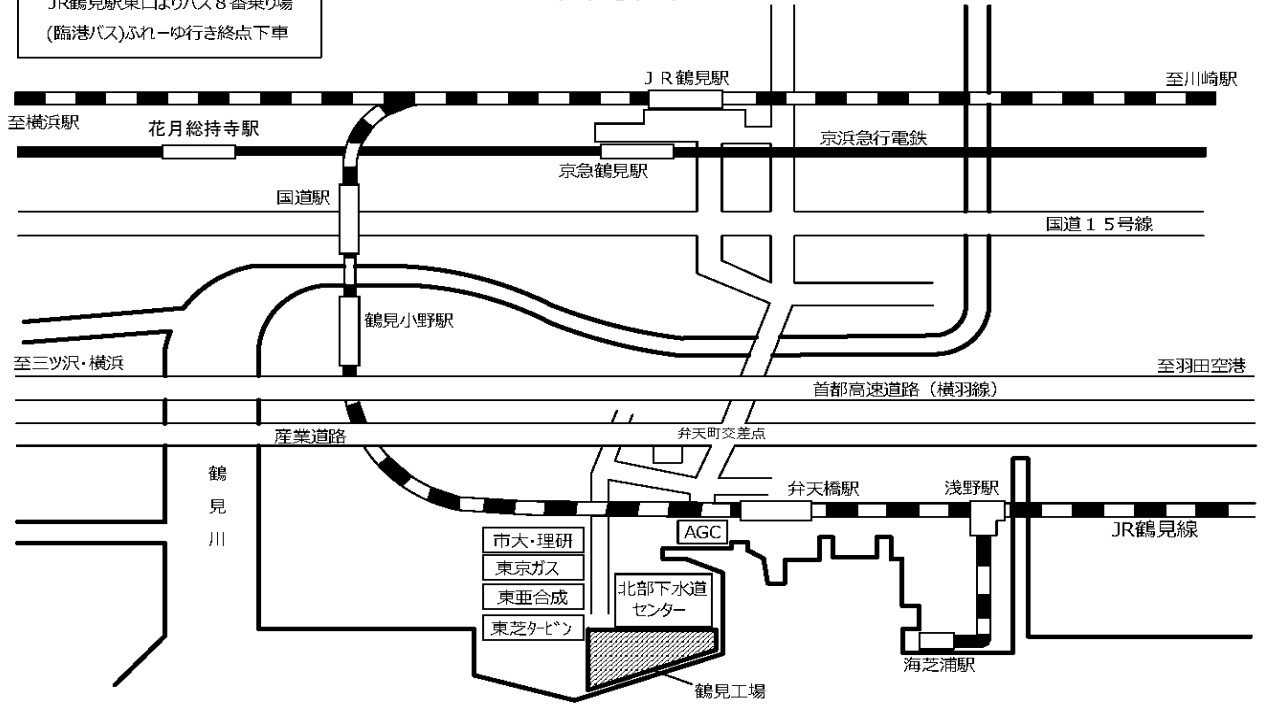 JR鶴見駅東口よりバス８番乗り場
(臨港バス)ふれーゆ行き終点下車
ＪＲ鶴見駅
至川崎駅
至横浜駅
花月総持寺駅
京浜急行電鉄
京急鶴見駅
国道駅
国道１５号線
鶴見小野駅
至三ツ沢・横浜
至羽田空港
首都高速道路（横羽線）
産業道路
弁天町交差点
鶴
見
川
弁天橋駅
浅野駅
JR鶴見線
AGC
市大・理研
東京ガス
東亜合成
東芝ﾀｰﾋﾞﾝ
北部下水道
センター
海芝浦駅
鶴見工場